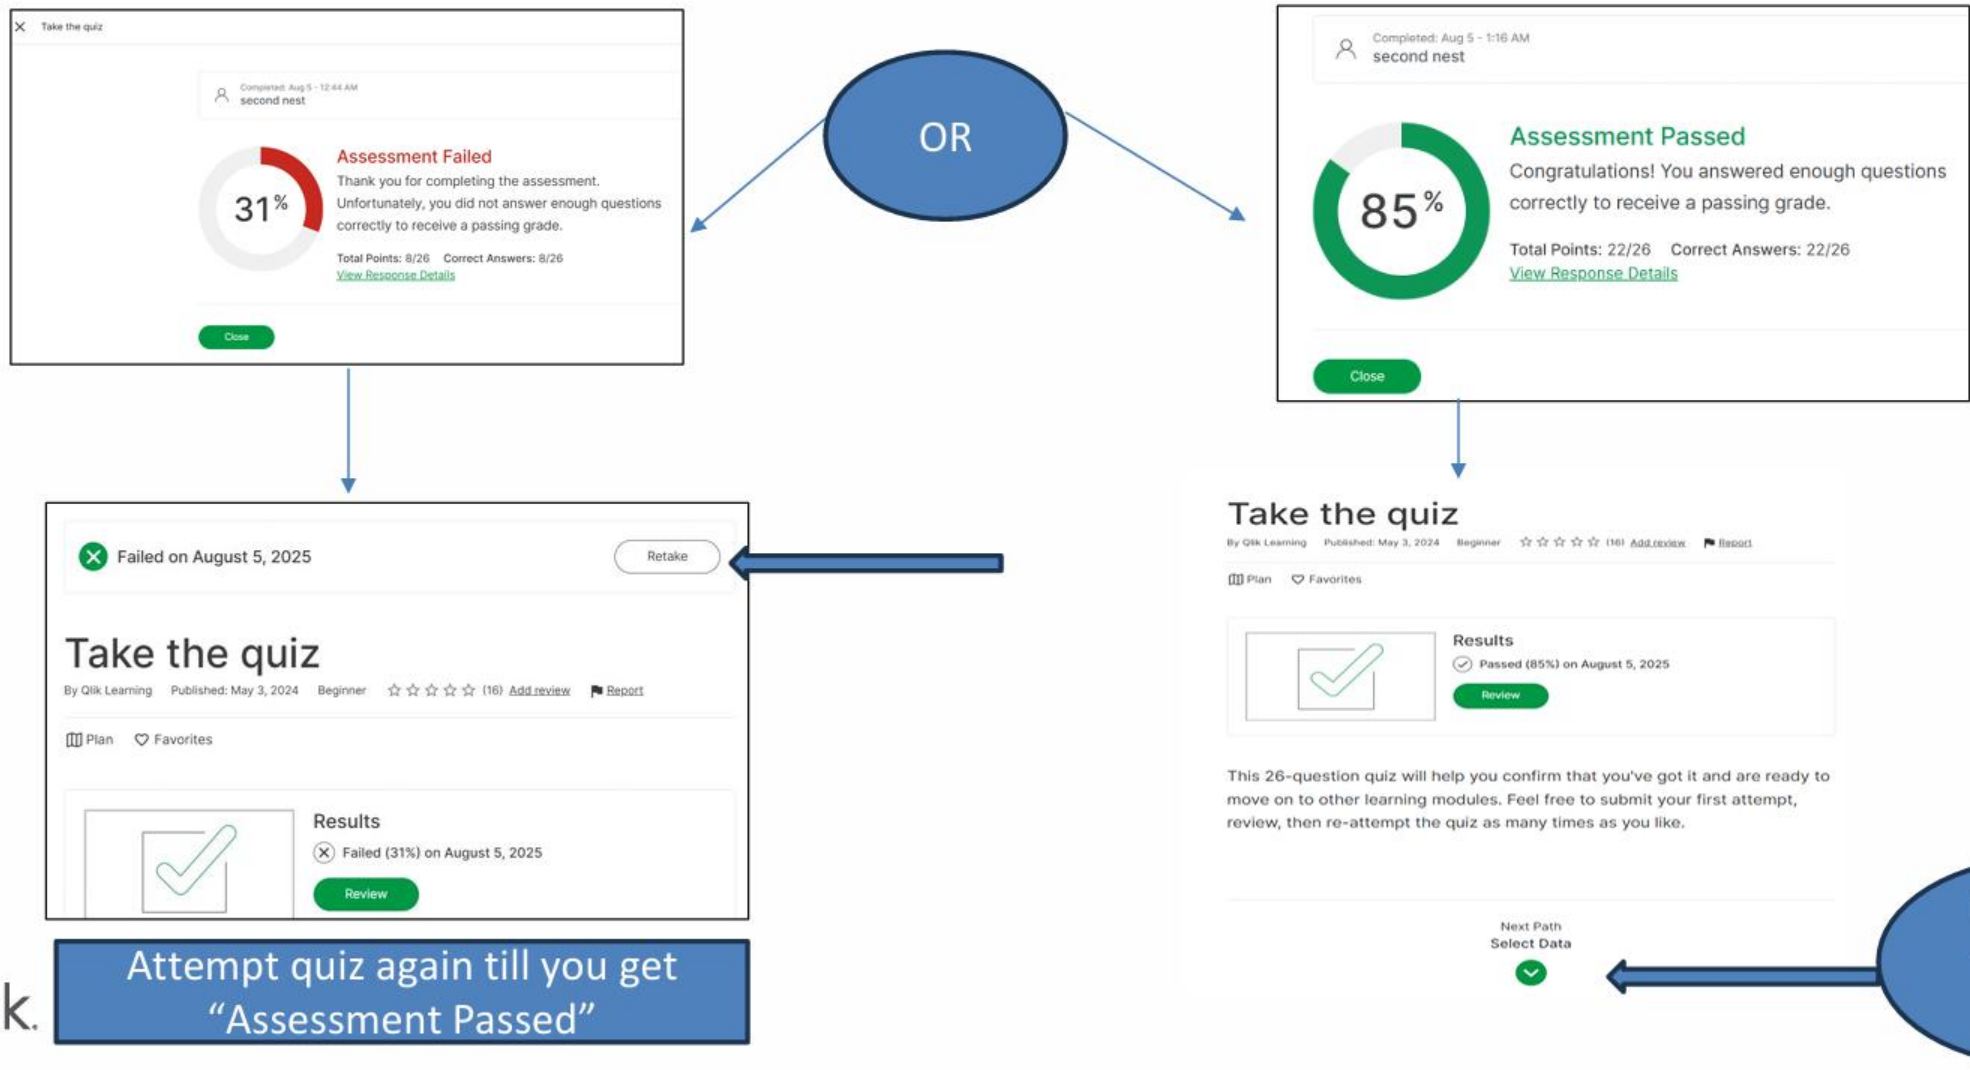 Take the quiz
Completed: Aug 5 - 12:44 AM
second nest
31%
Assessment Failed
Thank you for completing the assessment.
Unfortunately, you did not answer enough questions
correctly to receive a passing grade.
Total Points: 8/26 Correct Answers: 8/26
View Response Details
Close
OR
Completed: Aug 5 - 1:16 AM
second nest
85%
Assessment Passed
Congratulations! You answered enough questions
correctly to receive a passing grade.
Total Points: 22/26 Correct Answers: 22/26
View Response Details
Close
Failed on August 5, 2025
Retake
Take the quiz
By Qlik Learning Published: May 3, 2024 Beginner (16) Add review Report
Plan Favorites
Results
Failed (31%) on August 5, 2025
Review
Attempt quiz again till you get
“Assessment Passed”
k.
Take the quiz
By Qlik Learning Published: May 3, 2024 Beginner (16) Add review Report
Plan Favorites
Results
Passed (85%) on August 5, 2025
Review
This 26-question quiz will help you confirm that you've got it and are ready to
move on to other learning modules. Feel free to submit your first attempt,
review, then re-attempt the quiz as many times as you like.
Next Path
Select Data